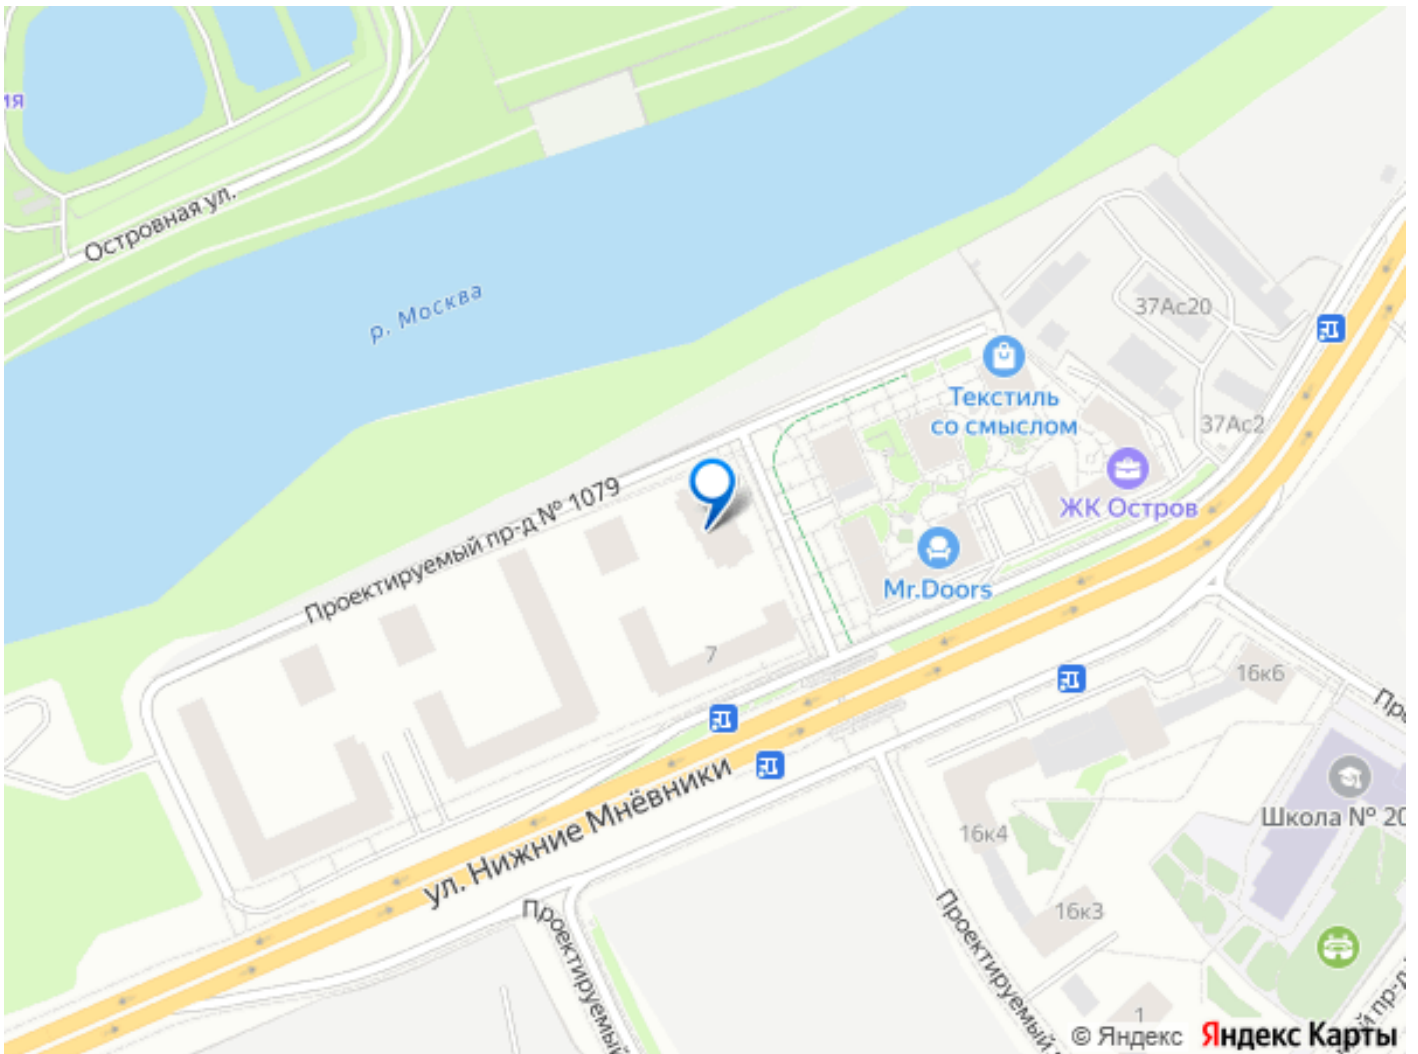 ия
Островная ул.
р. Москва
37Ас20
Текстиль
со смыслом
37Ас2
ЖК Остров
Проектируемый пр-д № 1079
Mr.Doors
7
16к6
ул. Нижние Мнёвники
Школа № 20
16к4
16к3
Проектируемый
Проектируемый
1
© Яндекс Яндекс Карты